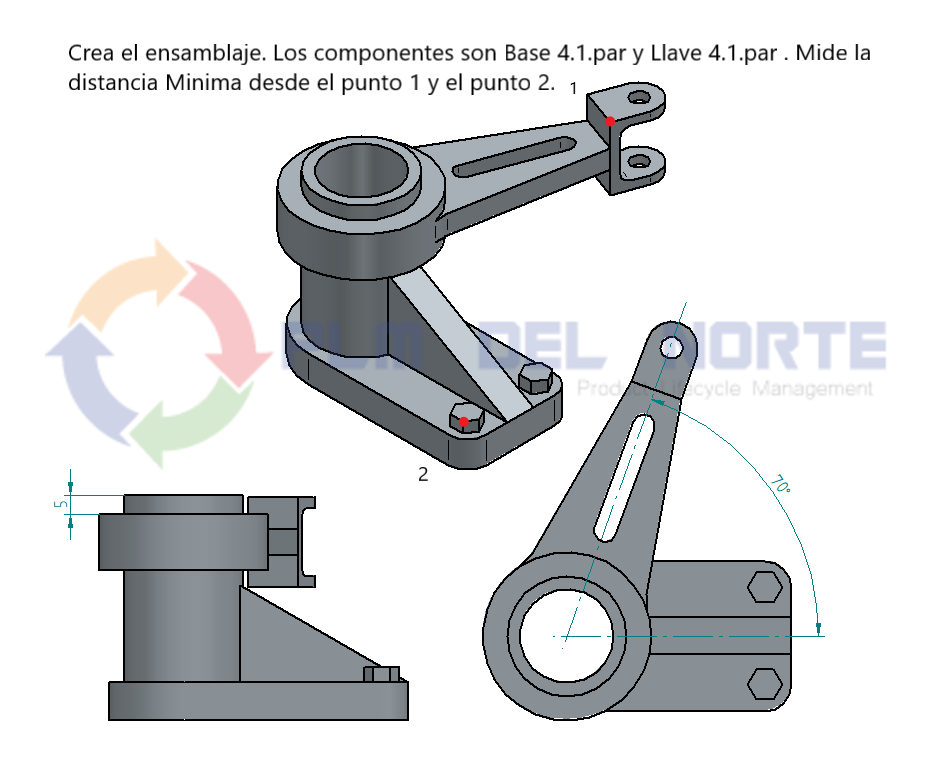 Crea el ensamblaje. Los componentes son Base 4.1.par y Llave 4.1.par . Mide la
distancia Minima desde el punto 1 y el punto 2.
1
PLM DEL NORTE
Product Lifecycle Management
2
70°
5